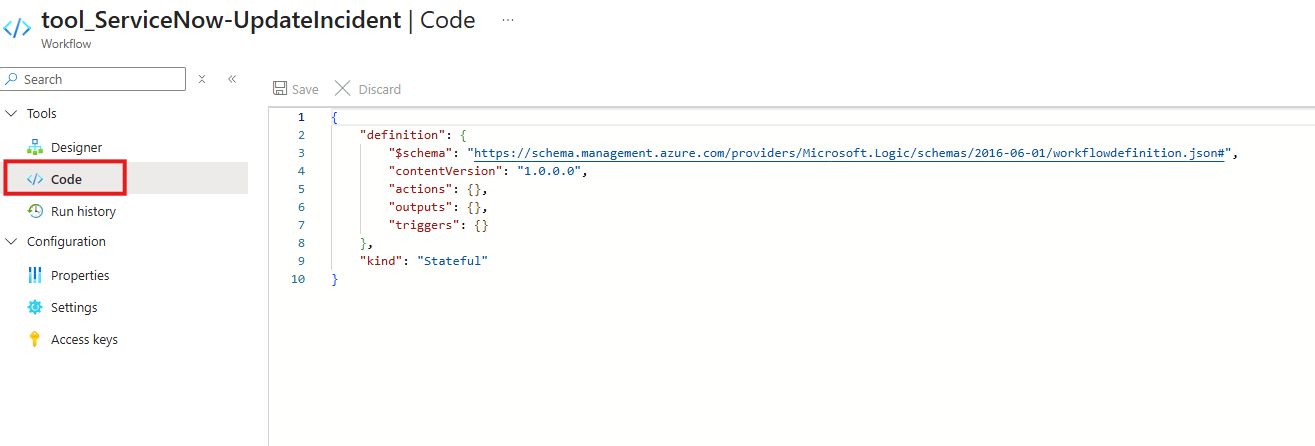 tool_ServiceNow-UpdateIncident | Code ...
Workflow
Search
Tools
Designer
Code
Run history
Configuration
Properties
Settings
Access keys
Save Discard
1 {
2 "definition": {
3 "$schema": "https://schema.management.azure.com/providers/Microsoft.Logic/schemas/2016-06-01/workflowdefinition.json#",
4 "contentVersion": "1.0.0.0",
5 "actions": {},
6 "outputs": {},
7 "triggers": {}
8 },
9 "kind": "Stateful"
10 }